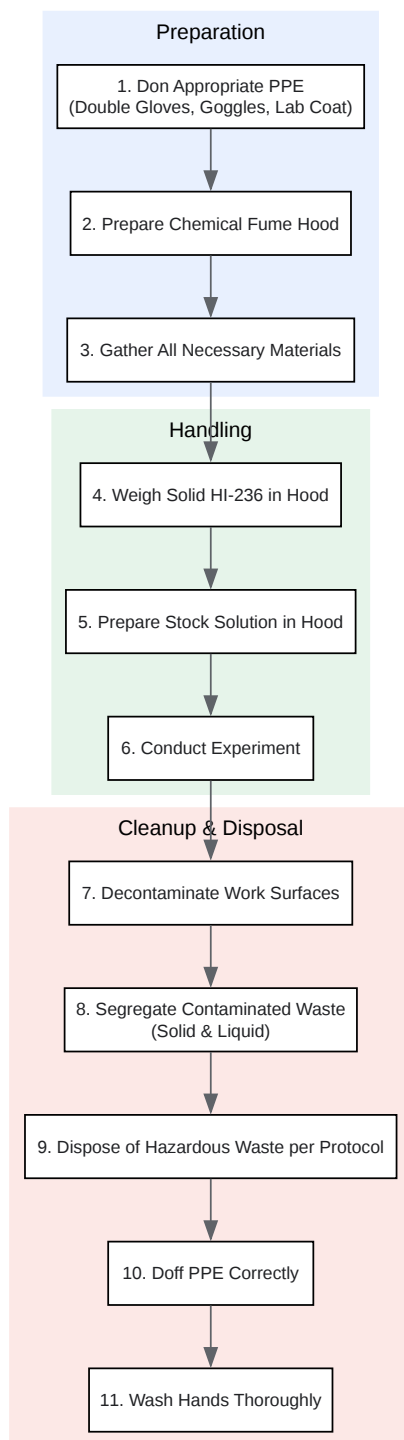 Preparation
1. Don Appropriate PPE
(Double Gloves, Goggles, Lab Coat)
2. Prepare Chemical Fume Hood
3. Gather All Necessary Materials
Handling
4. Weigh Solid HI-236 in Hood
5. Prepare Stock Solution in Hood
6. Conduct Experiment
Cleanup & Disposal
7. Decontaminate Work Surfaces
8. Segregate Contaminated Waste
(Solid & Liquid)
9. Dispose of Hazardous Waste per Protocol
10. Doff PPE Correctly
11. Wash Hands Thoroughly